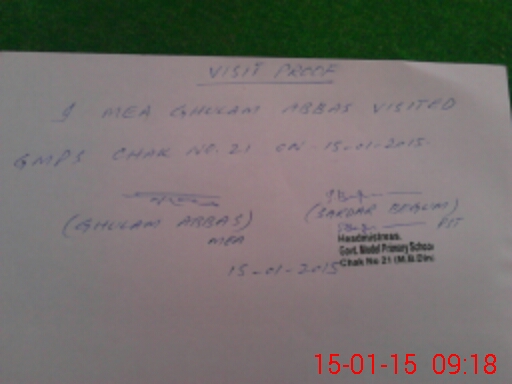 VISIT PROOF
I MEA GHULAM ABBAS VISITED
GMPS CHAK NO. 21 ON 15-01-2015.
(GHULAM ABBAS)
MEA
(SARDAR BEGUM)
PST
Headmistress.
Govt. Model Primary School
Chak No 21 (M.B.Din)
15-01-2015
15-01-15 09:18